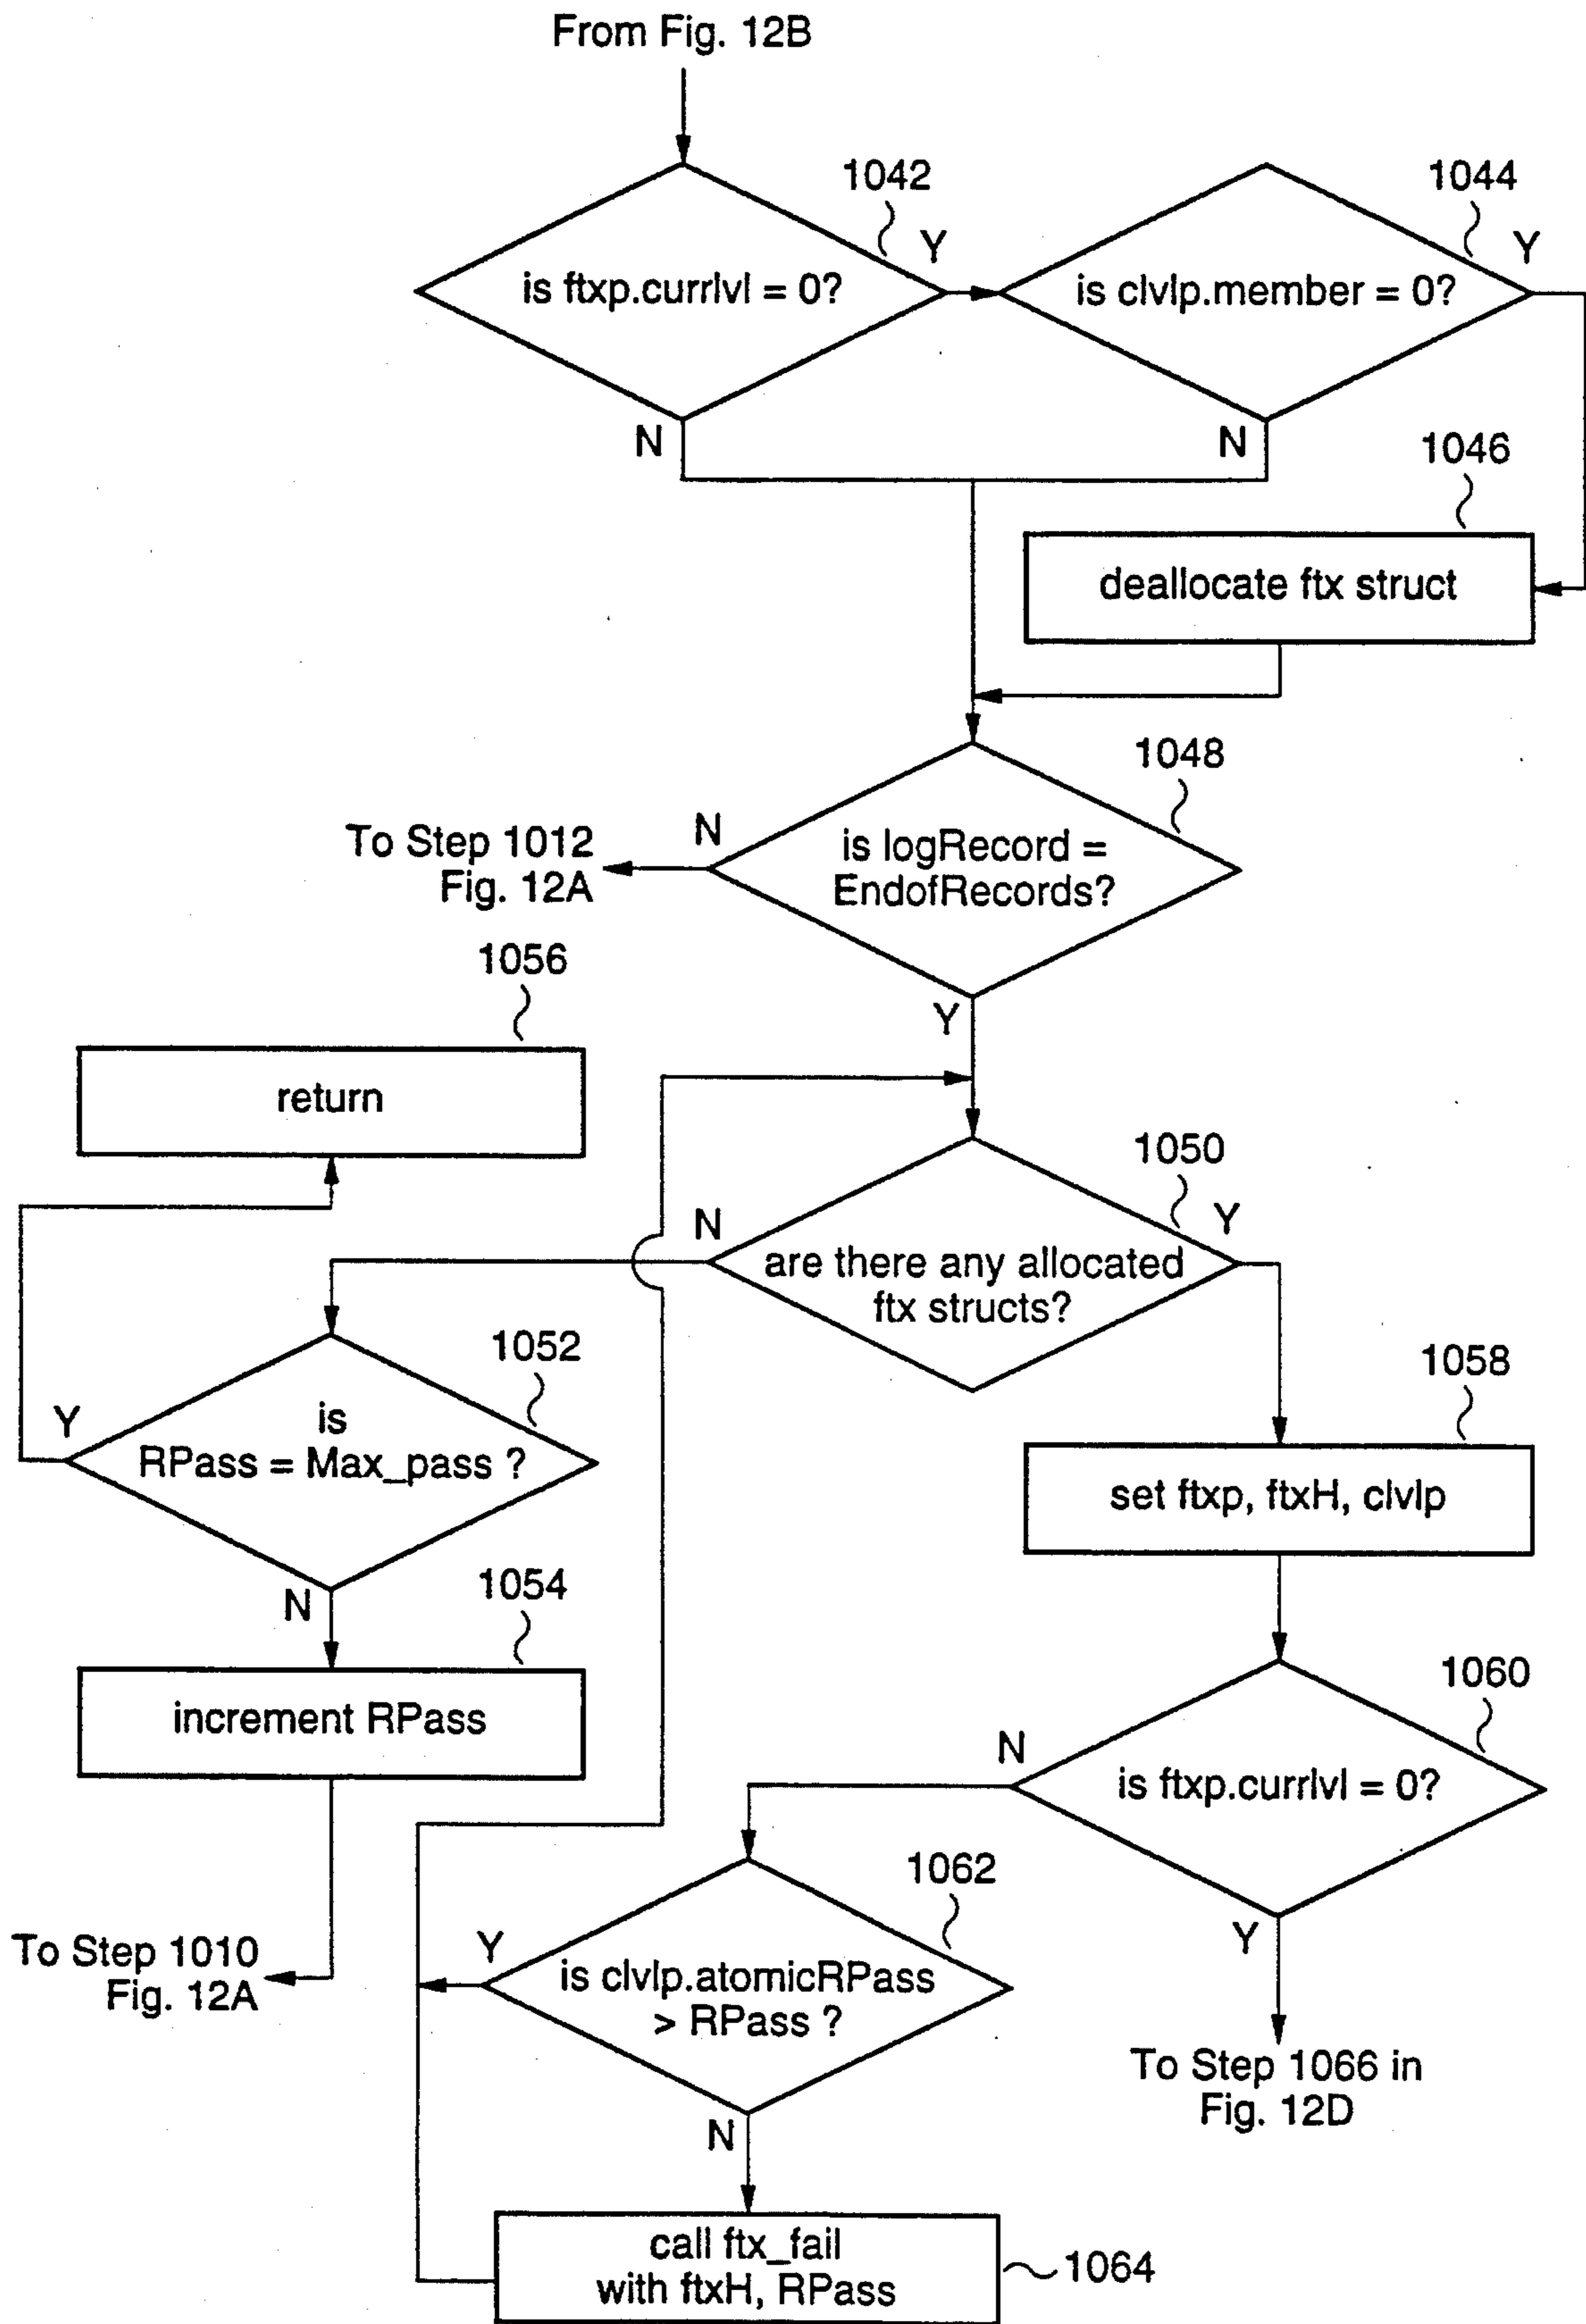 From Fig. 12B
1042
1044
Y
Y
is ftxp.currlvl = 0?
is clvlp.member = 0?
N
N
1046
deallocate ftx struct
1048
N
To Step 1012
Fig. 12A
is logRecord =
EndofRecords?
1056
Y
return
1050
N
Y
are there any allocated
ftx structs?
1052
1058
Y
is
RPass = Max_pass ?
set ftxp, ftxH, clvlp
N
1054
1060
increment RPass
N
is ftxp.currlvl = 0?
1062
Y
Y
To Step 1010
Fig. 12A
is clvlp.atomicRPass
> RPass ?
To Step 1066 in
Fig. 12D
N
call ftx_fail
with ftxH, RPass
1064